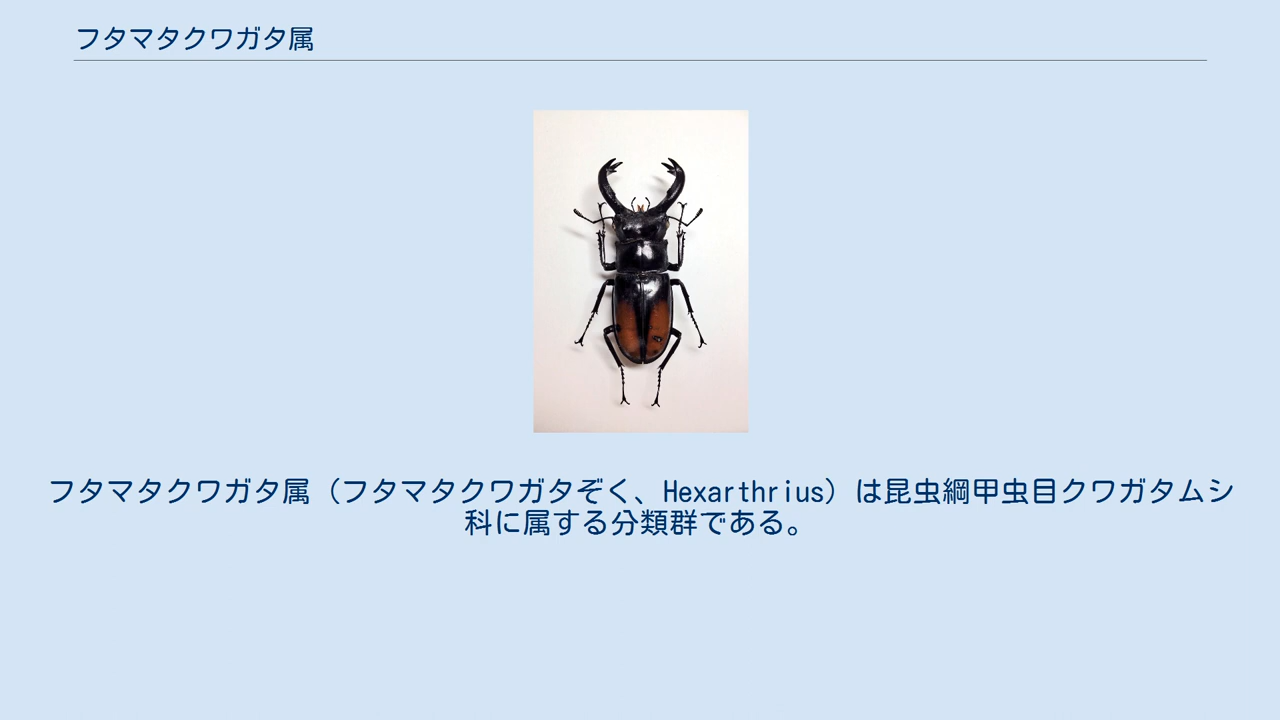 フタマタクワガタ属
フタマタクワガタ属（フタマタクワガタぞく、Hexarthrius）は昆虫綱甲虫目クワガタムシ
科に属する分類群である。